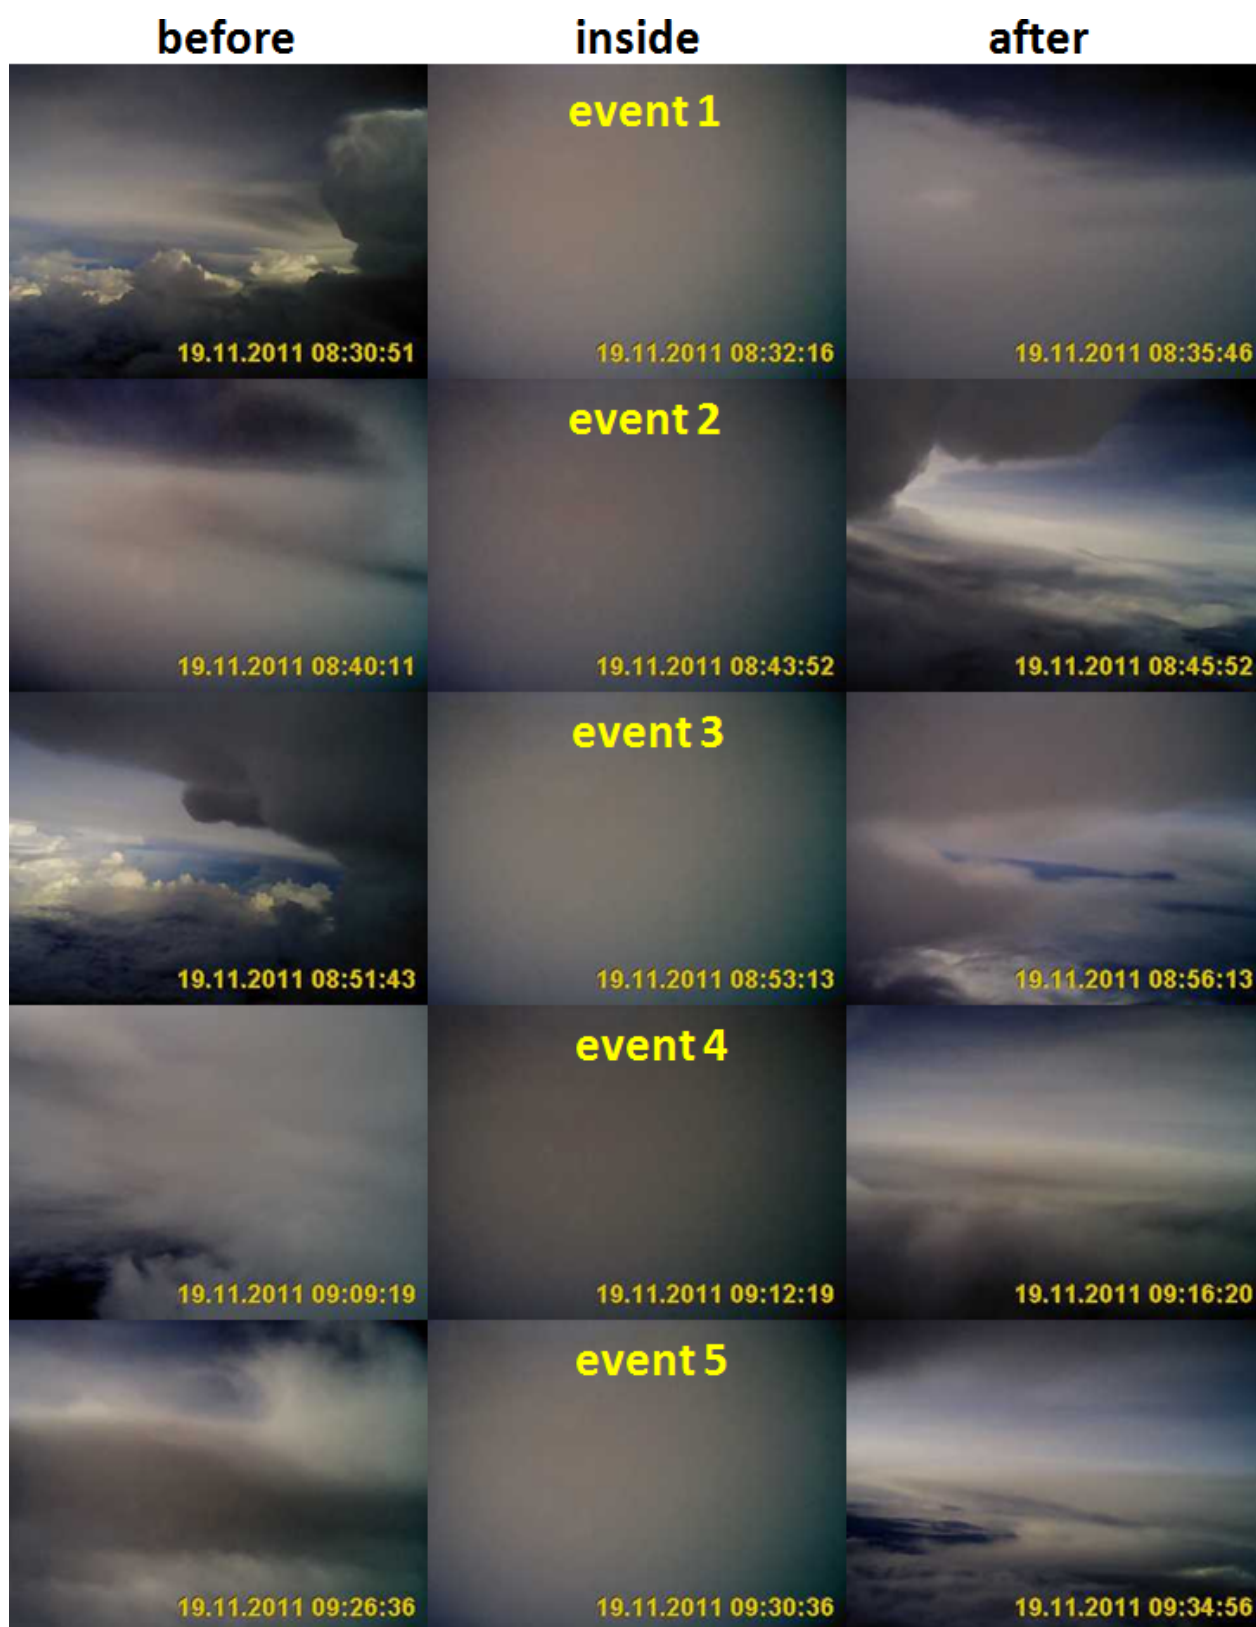 before inside after
event 1
19.11.2011 08:30:51 19.11.2011 08:32:16 19.11.2011 08:35:46
event 2
19.11.2011 08:40:11 19.11.2011 08:43:52 19.11.2011 08:45:52
event 3
19.11.2011 08:51:43 19.11.2011 08:53:13 19.11.2011 08:56:13
event 4
19.11.2011 09:09:19 19.11.2011 09:12:19 19.11.2011 09:16:20
event 5
19.11.2011 09:26:36 19.11.2011 09:30:36 19.11.2011 09:34:56